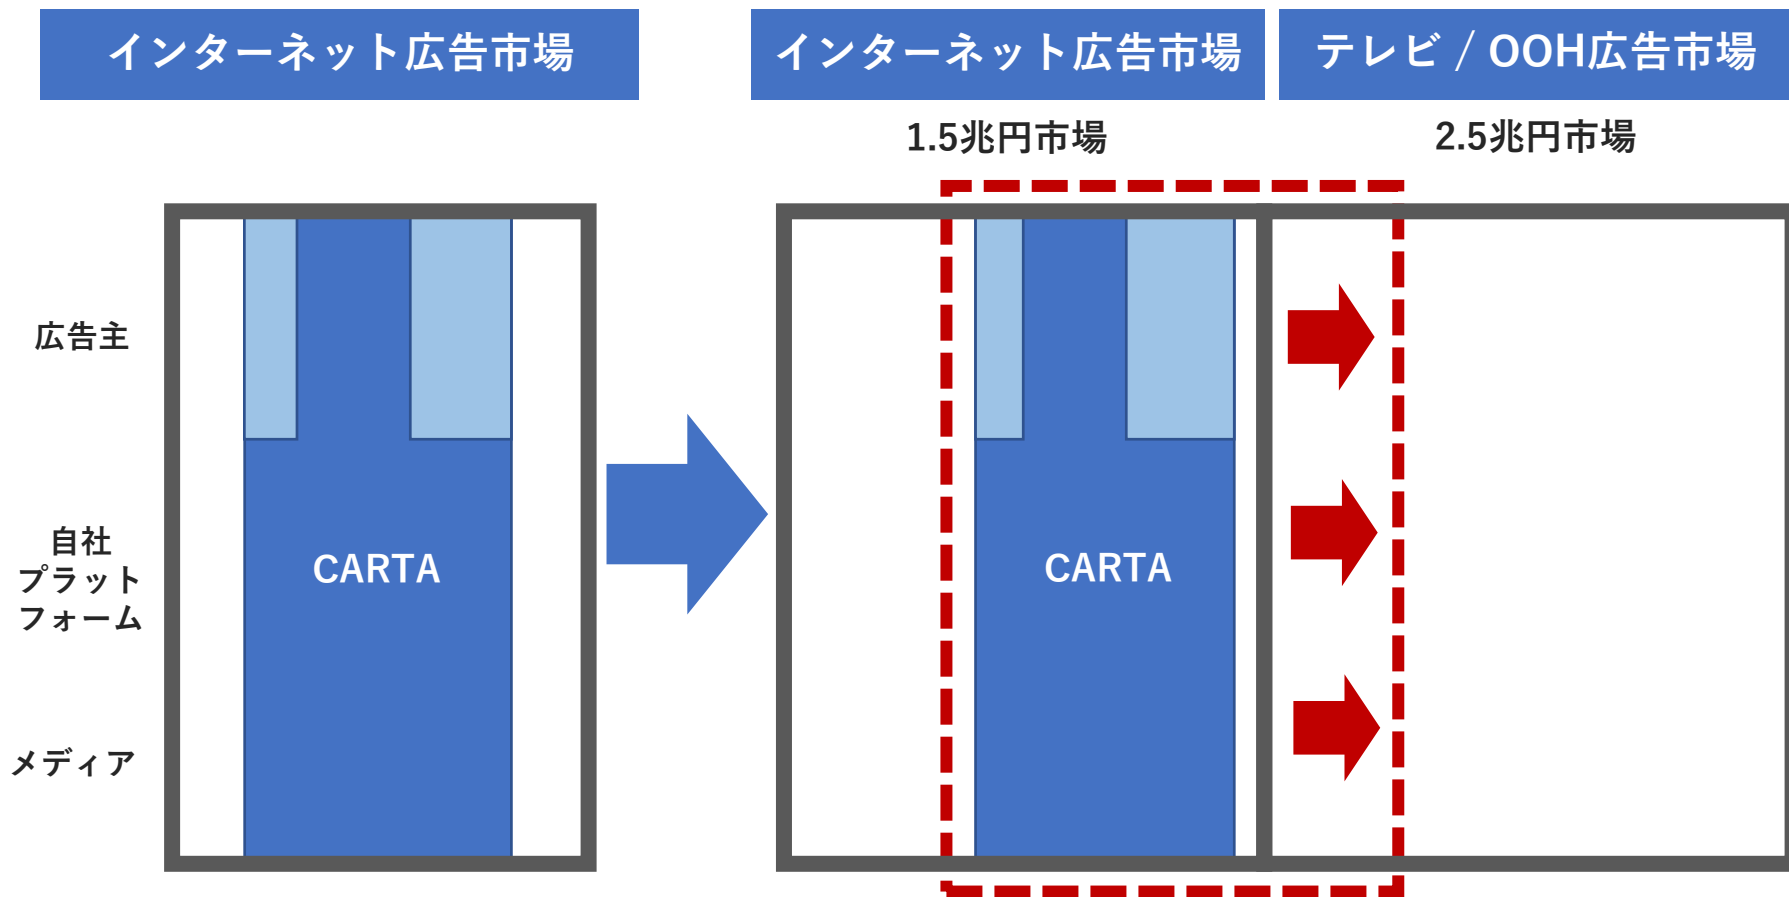 インターネット広告市場
インターネット広告市場
テレビ / OOH広告市場
1.5兆円市場
2.5兆円市場
広告主
自社
プラット
フォーム
メディア
CARTA
CARTA